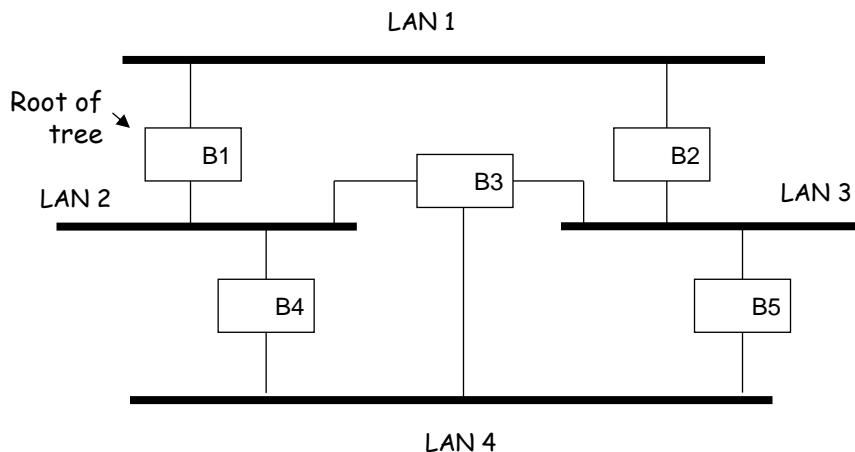 LAN 1
Root of
tree
B1
B2
B3
LAN 2
LAN 3
B4
B5
LAN 4